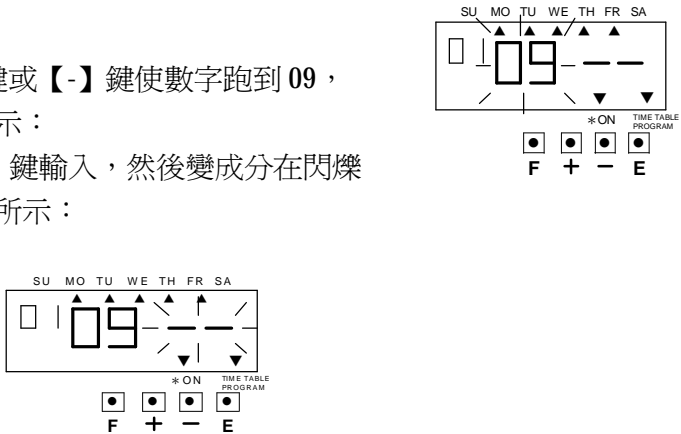 SU MO TU WE TH FR SA
鍵或【-】鍵使數字跑到 09，
01 09 --
示：
＊ON TIME TABLE PROGRAM
鍵輸入，然後變成分在閃爍
F + − E
所示：
SU MO TU WE TH FR SA
01 09 --
＊ON TIME TABLE PROGRAM
F + − E